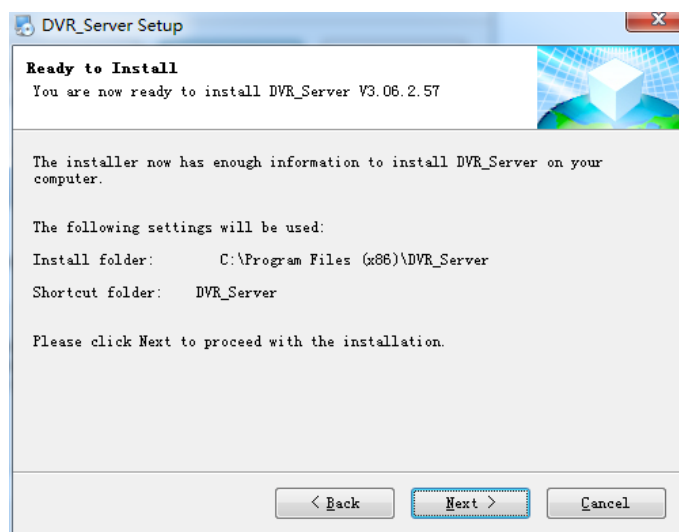 DVR_Server Setup
Ready to Install
You are now ready to install DVR_Server V3.06.2.57
The installer now has enough information to install DVR_Server on your
computer.
The following settings will be used:
Install folder: C:\Program Files (x86)\DVR_Server
Shortcut folder: DVR_Server
Please click Next to proceed with the installation.
< Back Next > Cancel